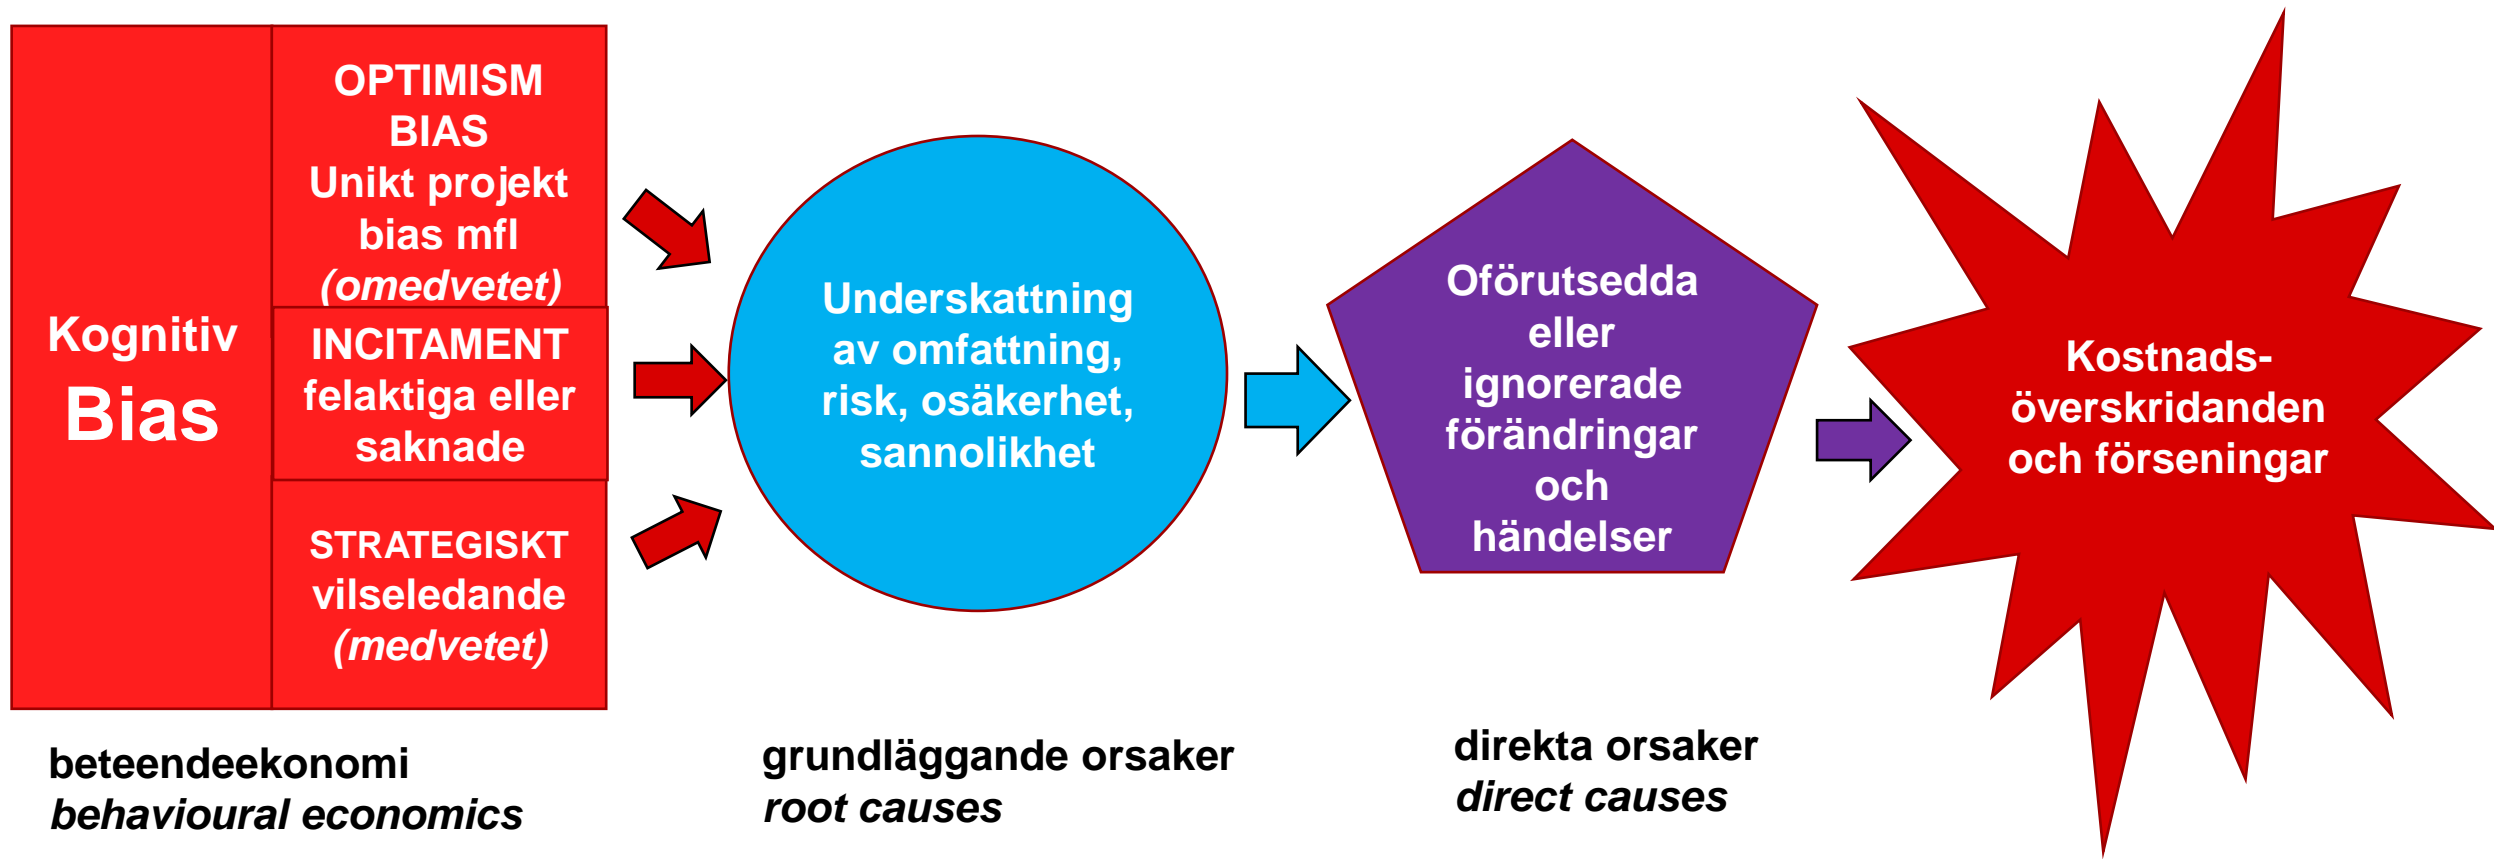 Kognitiv
Bias
OPTIMISM
BIAS
Unikt projekt
bias mfl
(omedvetet)
INCITAMENT
felaktiga eller
saknade
STRATEGISKT
vilseledande
(medvetet)
Underskattning
av omfattning,
risk, osäkerhet,
sannolikhet
Oförutsedda
eller
ignorerade
förändringar
och
händelser
Kostnads-
överskridanden
och förseningar
beteendeekonomi
behavioural economics
grundläggande orsaker
root causes
direkta orsaker
direct causes